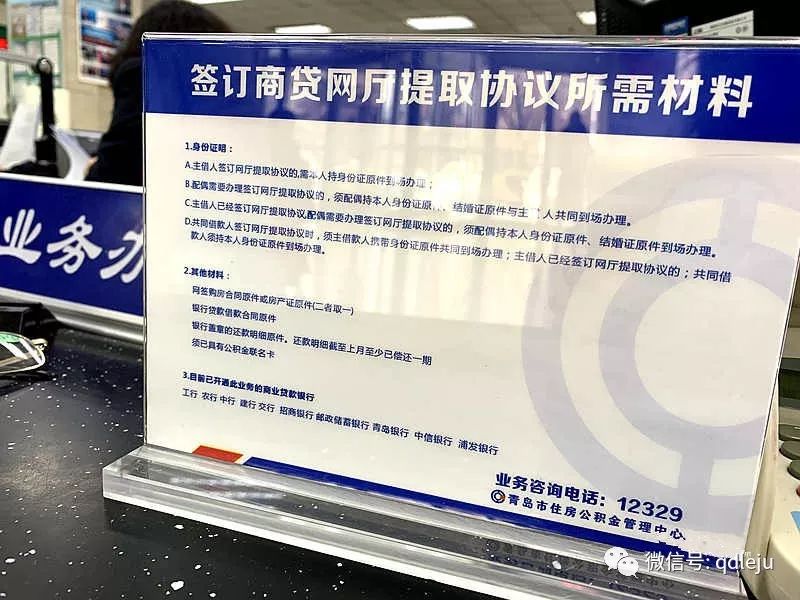 签订商贷网厅提取协议所需材料
1.身份证明：
A.主借人签订网厅提取协议的,需本人持身份证原件到场办理；
B.配偶需要办理签订网厅提取协议的，须配偶持本人身份证原件、结婚证原件与主借人共同到场办理。
C.主借人已经签订网厅提取协议,配偶需要办理签订网厅提取协议的，须配偶持本人身份证原件、结婚证原件到场办理。
D.共同借款人签订网厅提取协议时，须主借款人携带身份证原件共同到场办理；主借人已经签订网厅提取协议的；共同借
款人须持本人身份证原件到场办理。
2.其他材料：
网签购房合同原件或房产证原件(二者取一)
银行贷款借款合同原件
银行盖章的还款明细原件。还款明细截至上月至少已偿还一期
须已具有公积金联名卡
3.目前已开通此业务的商业贷款银行
工行 农行 中行 建行 交行 招商银行 邮政储蓄银行 青岛银行 中信银行 浦发银行
业务咨询电话：12329
青岛市住房公积金管理中心
业务办
微信号: qdleju